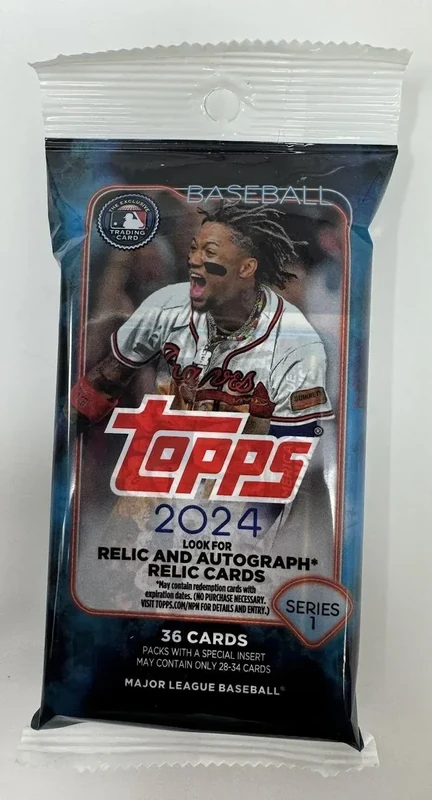 BASEBALL
THE EXCLUSIVE
TRADING
CARD
Braves
topps®
2024
LOOK FOR
RELIC AND AUTOGRAPH*
RELIC CARDS
*May contain redemption cards with
expiration dates. (NO PURCHASE NECESSARY.
VISIT TOPPS.COM/NPN FOR DETAILS AND ENTRY.)
SERIES
1
36 CARDS
PACKS WITH A SPECIAL INSERT
MAY CONTAIN ONLY 28-34 CARDS
MAJOR LEAGUE BASEBALL®